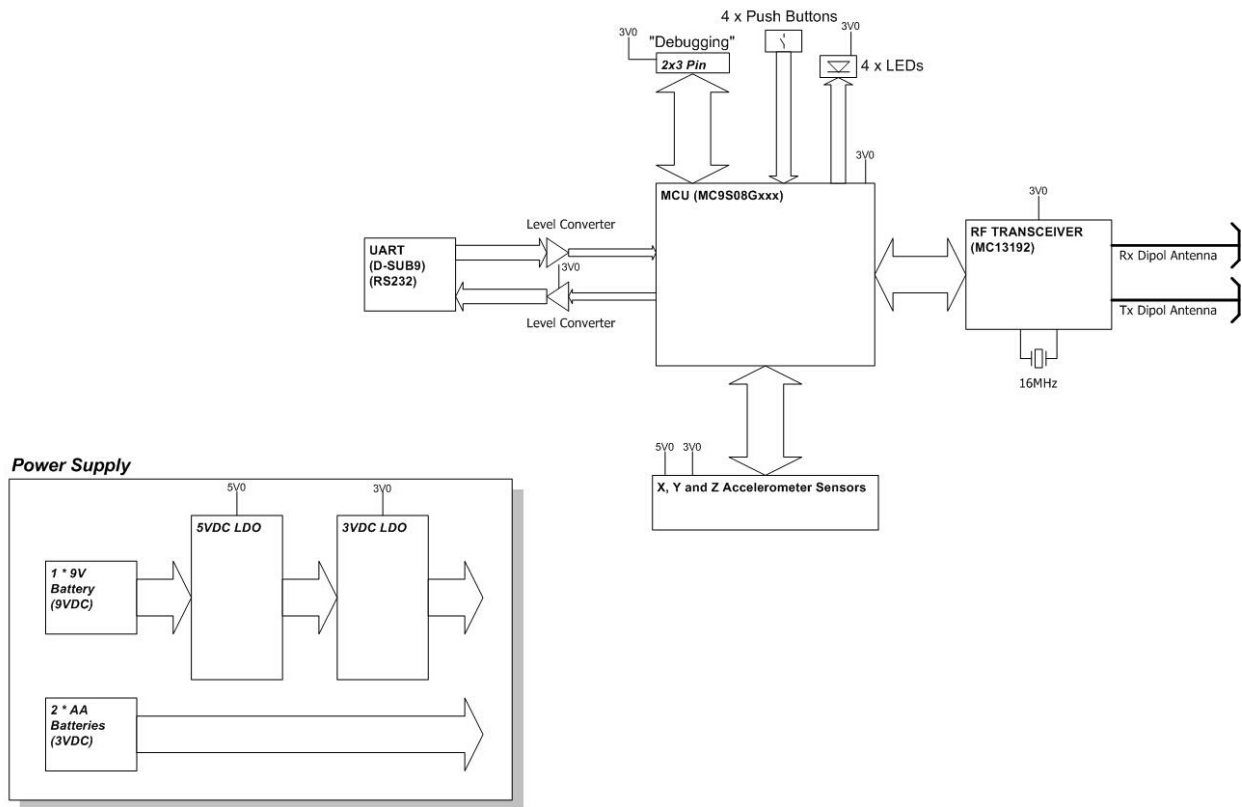 4 x Push Buttons
3V0
3V0
"Debugging"
2x3 Pin
4 x LEDs
3V0
MCU (MC9S08Gxxx)
3V0
Level Converter
RF TRANSCEIVER
(MC13192)
UART
(D-SUB9)
(RS232)
Rx Dipol Antenna
3V0
Tx Dipol Antenna
Level Converter
16MHz
5V0
3V0
X, Y and Z Accelerometer Sensors
Power Supply
5V0
3V0
5VDC LDO
3VDC LDO
1 * 9V
Battery
(9VDC)
2 * AA
Batteries
(3VDC)